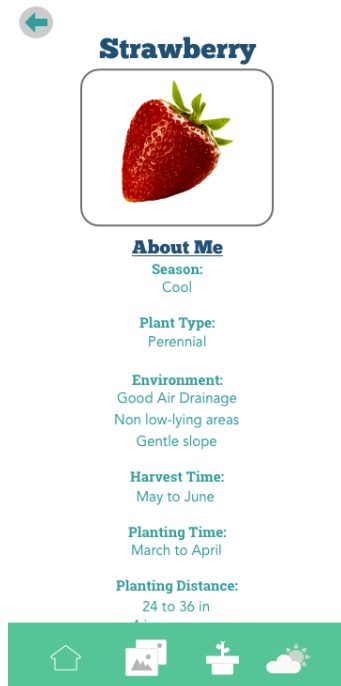 Strawberry
About Me
Season:
Cool
Plant Type:
Perennial
Environment:
Good Air Drainage
Non low-lying areas
Gentle slope
Harvest Time:
May to June
Planting Time:
March to April
Planting Distance:
24 to 36 in